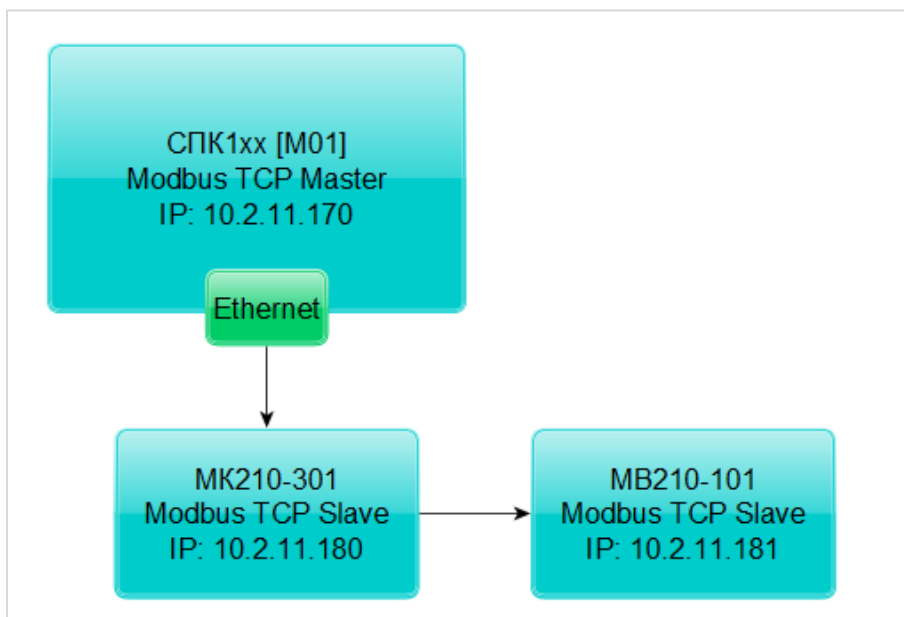 СПК1xx [M01]
Modbus TCP Master
IP: 10.2.11.170
Ethernet
МК210-301
Modbus TCP Slave
IP: 10.2.11.180
МВ210-101
Modbus TCP Slave
IP: 10.2.11.181